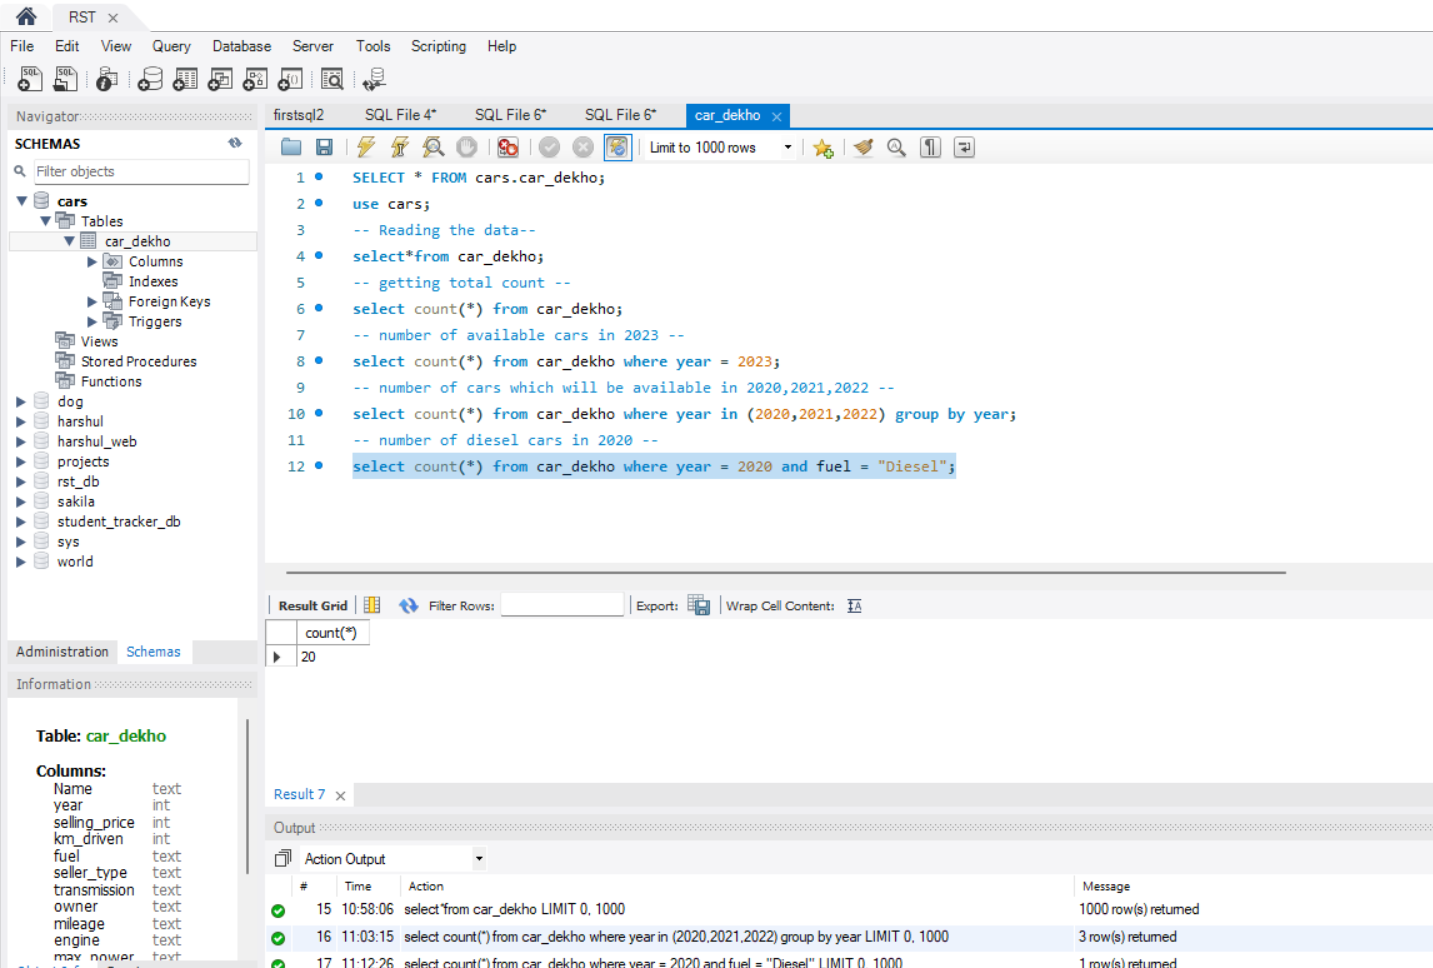 RST
File Edit View Query Database Server Tools Scripting Help
Navigator
SCHEMAS
Filter objects
cars
Tables
car_dekho
Columns
Indexes
Foreign Keys
Triggers
Views
Stored Procedures
Functions
dog
harshul
harshul_web
projects
rst_db
sakila
student_tracker_db
sys
world
Administration Schemas
Information
Table: car_dekho
Columns:
Name text
year int
selling_price int
km_driven int
fuel text
seller_type text
transmission text
owner text
mileage text
engine text
max_power text
firstsql2 SQL File 4* SQL File 6* SQL File 6* car_dekho
Limit to 1000 rows
1 SELECT * FROM cars.car_dekho;
2 use cars;
3 -- Reading the data--
4 select*from car_dekho;
5 -- getting total count --
6 select count(*) from car_dekho;
7 -- number of available cars in 2023 --
8 select count(*) from car_dekho where year = 2023;
9 -- number of cars which will be available in 2020,2021,2022 --
10 select count(*) from car_dekho where year in (2020,2021,2022) group by year;
11 -- number of diesel cars in 2020 --
12 select count(*) from car_dekho where year = 2020 and fuel = "Diesel";
Result Grid Filter Rows: Export: Wrap Cell Content:
count(*)
20
Result 7
Output
Action Output
# Time Action Message
15 10:58:06 select*from car_dekho LIMIT 0, 1000 1000 row(s) returned
16 11:03:15 select count(*) from car_dekho where year in (2020,2021,2022) group by year LIMIT 0, 1000 3 row(s) returned
17 11:12:26 select count(*) from car_dekho where year = 2020 and fuel = "Diesel" LIMIT 0, 1000 1 row(s) returned